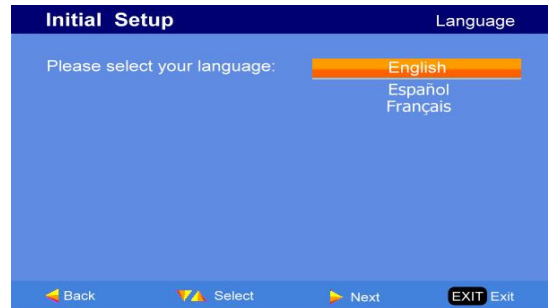 Initial Setup Language
Please select your language: English
Español
Français
Back Select Next EXIT Exit